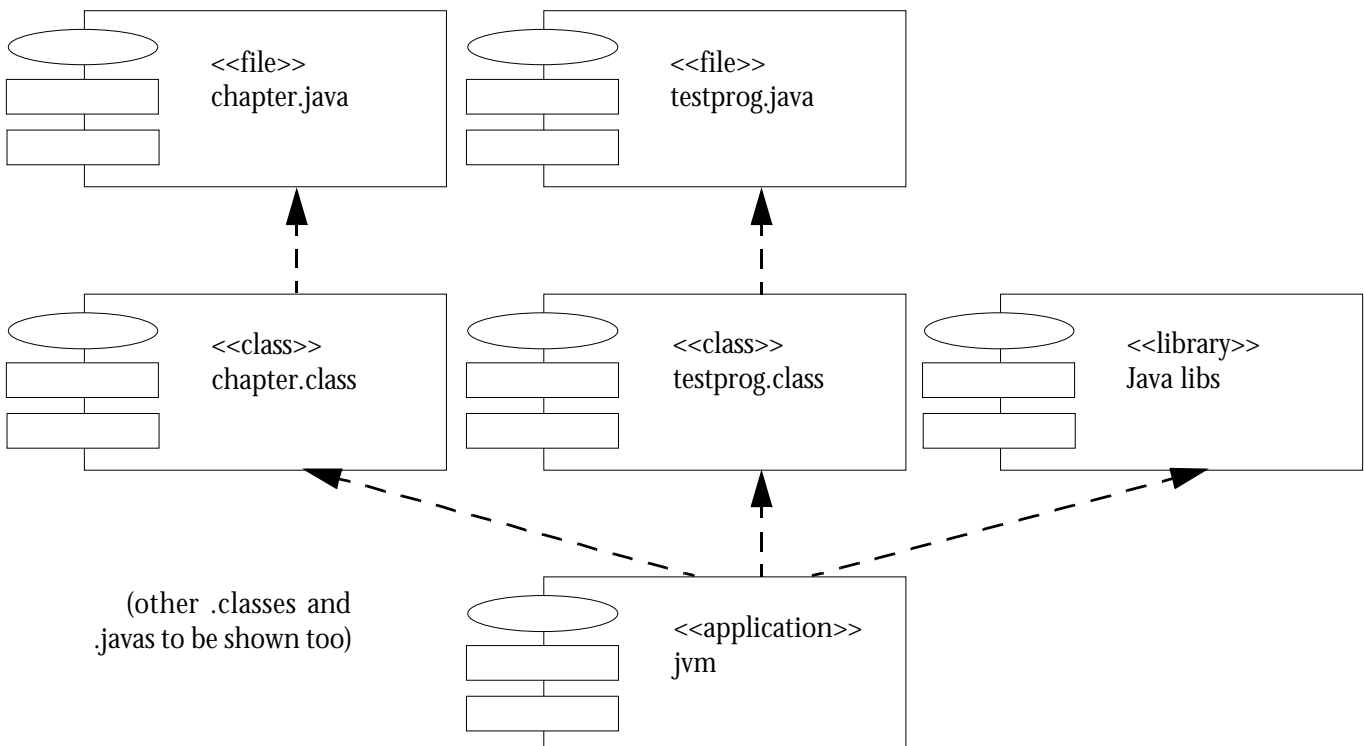 <<file>>
chapter.java
<<file>>
testprog.java
<<class>>
chapter.class
<<class>>
testprog.class
<<library>>
Java libs
(other .classes and
.javas to be shown too)
<<application>>
jvm